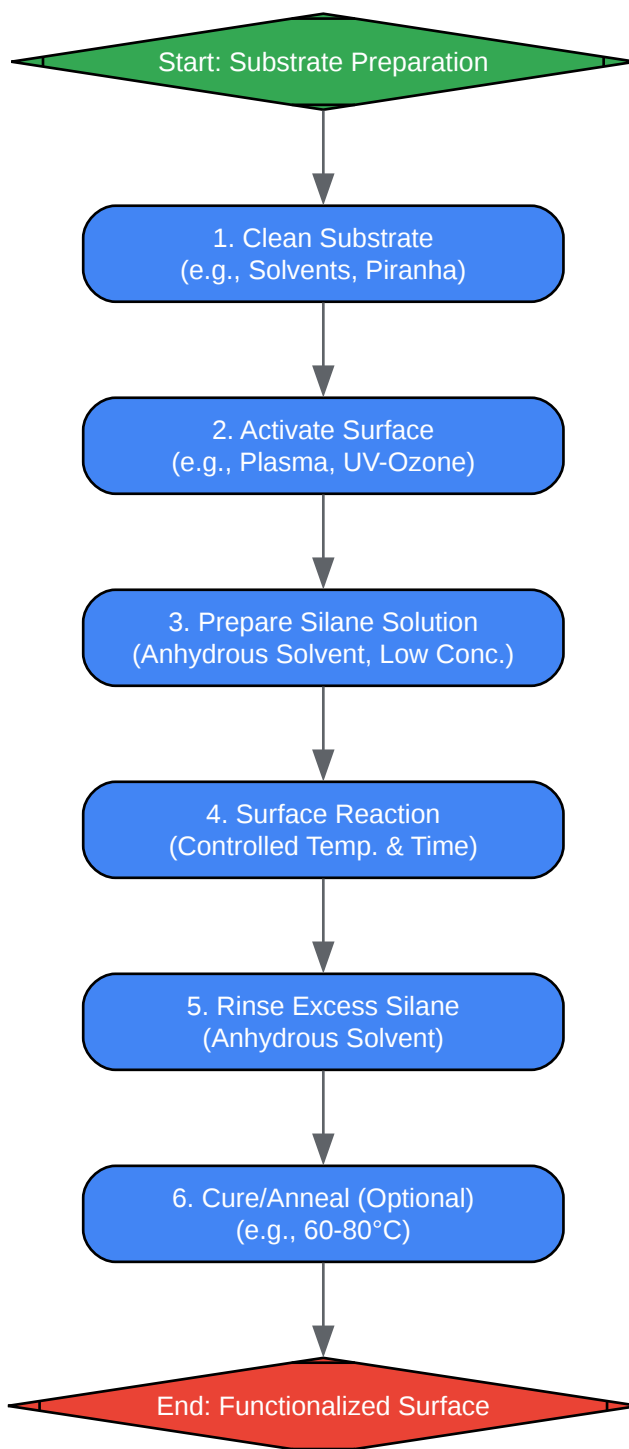 Start: Substrate Preparation
1. Clean Substrate
(e.g., Solvents, Piranha)
2. Activate Surface
(e.g., Plasma, UV-Ozone)
3. Prepare Silane Solution
(Anhydrous Solvent, Low Conc.)
4. Surface Reaction
(Controlled Temp. & Time)
5. Rinse Excess Silane
(Anhydrous Solvent)
6. Cure/Anneal (Optional)
(e.g., 60-80°C)
End: Functionalized Surface